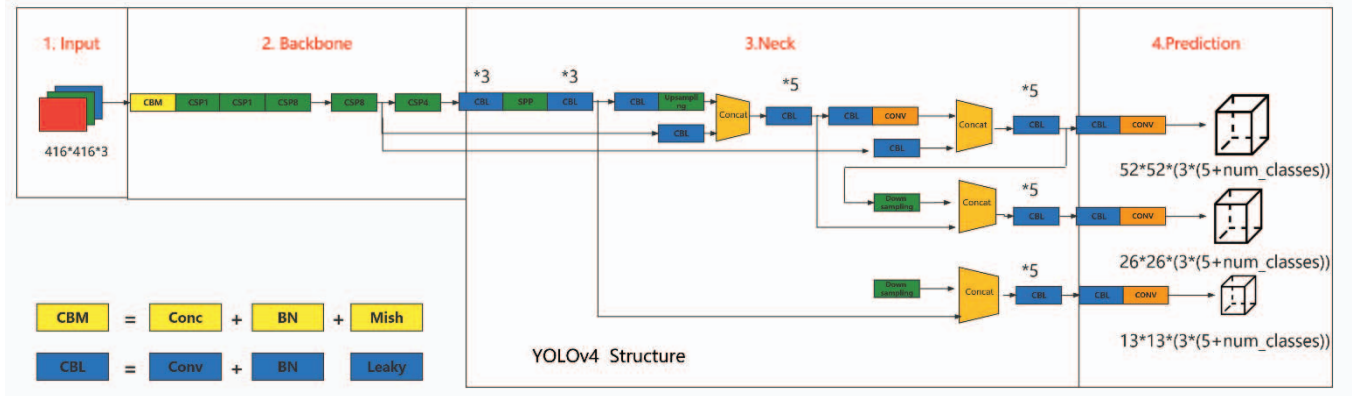 1. Input
2. Backbone
3.Neck
4.Prediction
*3
*3
*5
*5
CBM CSP1 CSP1 CSP8 CSP8 CSP4 CBL SPP CBL CBL Upsampli
ng
Concat
CBL CBL CONV
Concat
CBL CBL CONV
CBL
CBL
416*416*3
52*52*(3*(5+num_classes))
*5
Down
sampling
Concat
CBL CBL CONV
26*26*(3*(5+num_classes))
*5
Down
sampling
Concat
CBL CBL CONV
13*13*(3*(5+num_classes))
CBM = Conc + BN + Mish
CBL = Conv + BN Leaky
YOLOv4 Structure